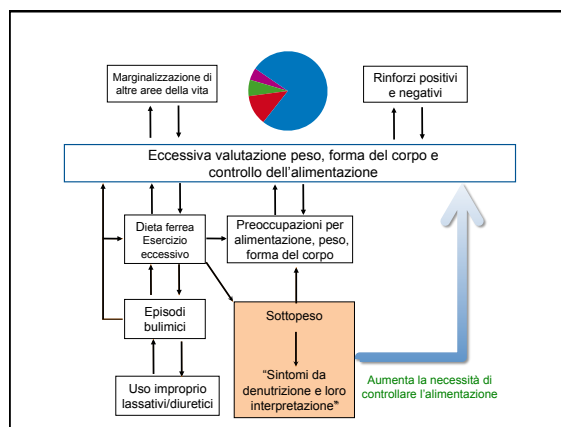 Marginalizzazione di
altre aree della vita
Rinforzi positivi
e negativi
Eccessiva valutazione peso, forma del corpo e
controllo dell'alimentazione
Dieta ferrea
Esercizio
eccessivo
Preoccupazioni per
alimentazione, peso,
forma del corpo
Episodi
bulimici
Sottopeso
"Sintomi da
denutrizione e loro
interpretazione"
Uso improprio
lassativi/diuretici
Aumenta la necessità di
controllare l'alimentazione